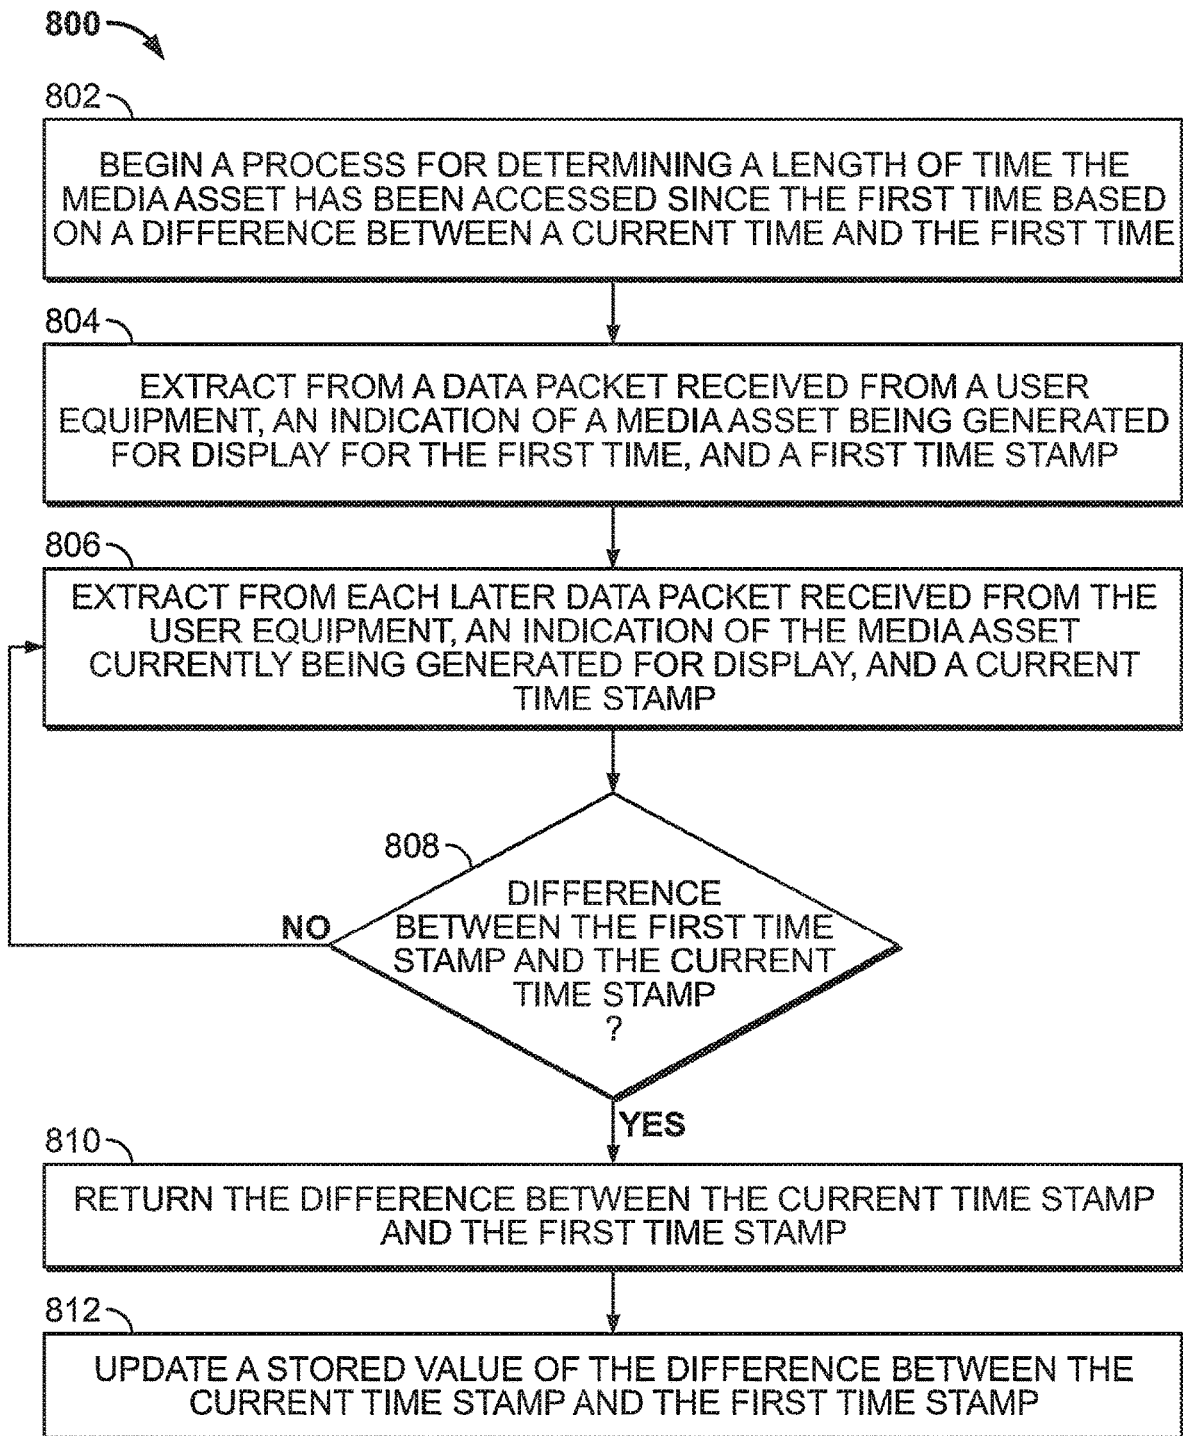 800
802
BEGIN A PROCESS FOR DETERMINING A LENGTH OF TIME THE
MEDIA ASSET HAS BEEN ACCESSED SINCE THE FIRST TIME BASED
ON A DIFFERENCE BETWEEN A CURRENT TIME AND THE FIRST TIME
804
EXTRACT FROM A DATA PACKET RECEIVED FROM A USER
EQUIPMENT, AN INDICATION OF A MEDIA ASSET BEING GENERATED
FOR DISPLAY FOR THE FIRST TIME, AND A FIRST TIME STAMP
806
EXTRACT FROM EACH LATER DATA PACKET RECEIVED FROM THE
USER EQUIPMENT, AN INDICATION OF THE MEDIA ASSET
CURRENTLY BEING GENERATED FOR DISPLAY, AND A CURRENT
TIME STAMP
808
DIFFERENCE
BETWEEN THE FIRST TIME
STAMP AND THE CURRENT
TIME STAMP
?
NO
YES
810
RETURN THE DIFFERENCE BETWEEN THE CURRENT TIME STAMP
AND THE FIRST TIME STAMP
812
UPDATE A STORED VALUE OF THE DIFFERENCE BETWEEN THE
CURRENT TIME STAMP AND THE FIRST TIME STAMP